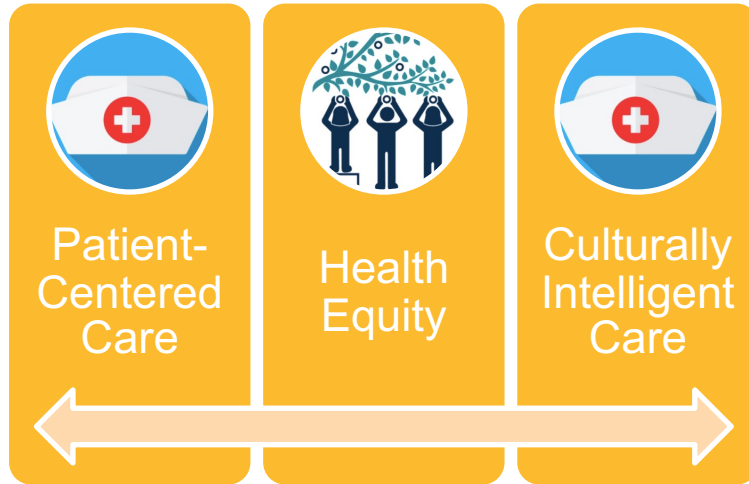 Patient-
Centered
Care
Health
Equity
Culturally
Intelligent
Care